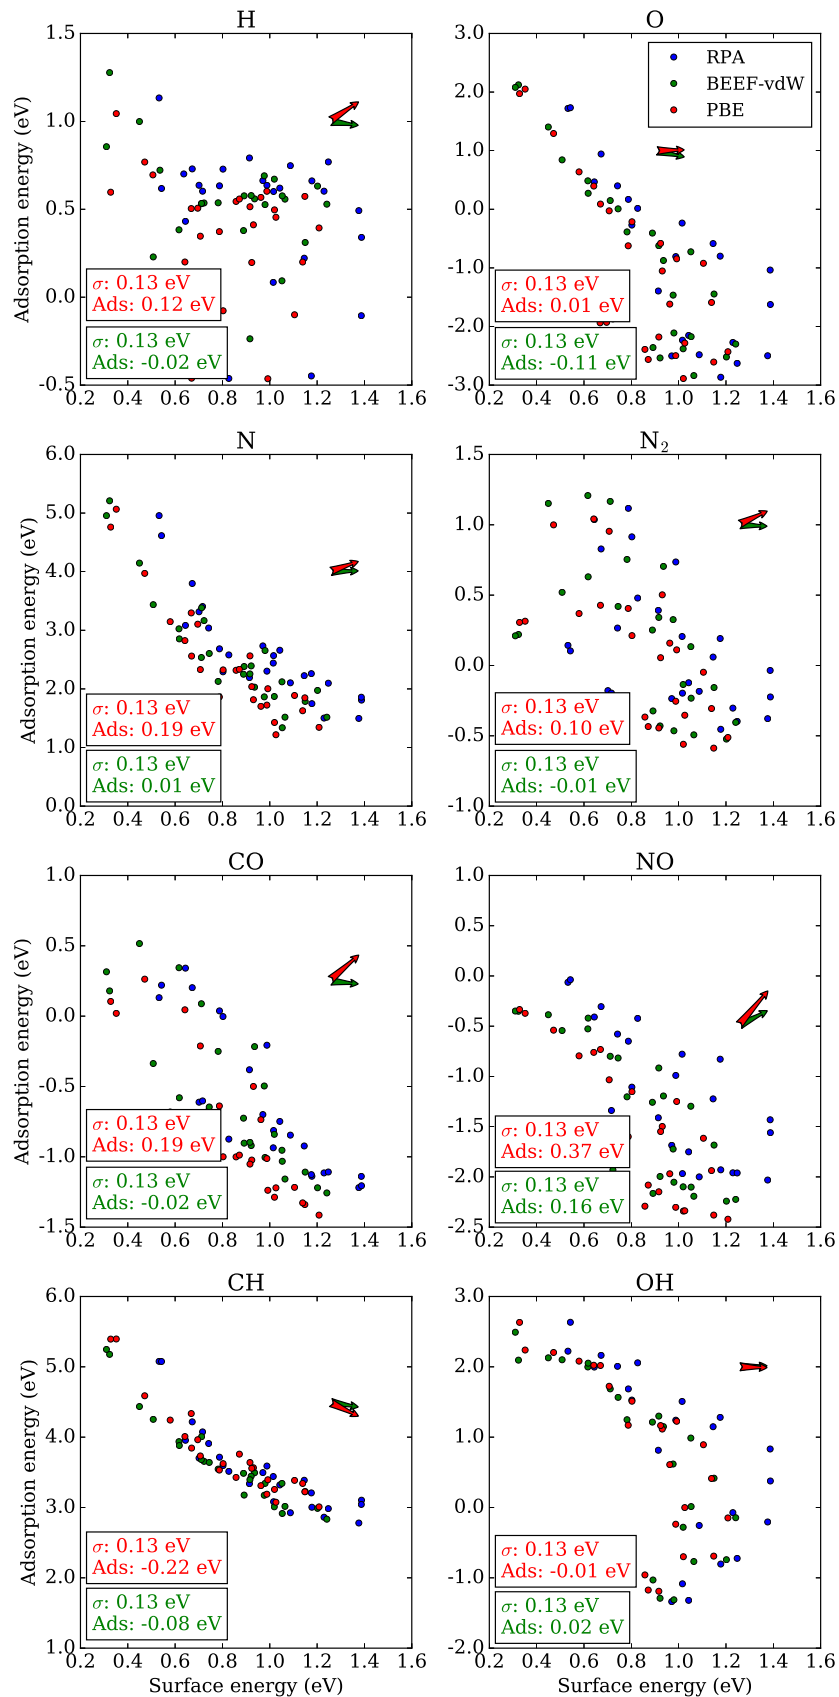 H
1.5
1.0
0.5
0.0
-0.5
Adsorption energy (eV)
σ: 0.13 eV
Ads: 0.12 eV
σ: 0.13 eV
Ads: -0.02 eV
0.2 0.4 0.6 0.8 1.0 1.2 1.4 1.6
O
3.0
2.0
1.0
0.0
-1.0
-2.0
-3.0
RPA
BEEF-vdW
PBE
σ: 0.13 eV
Ads: 0.01 eV
σ: 0.13 eV
Ads: -0.11 eV
0.2 0.4 0.6 0.8 1.0 1.2 1.4 1.6
N
6.0
5.0
4.0
3.0
2.0
1.0
0.0
Adsorption energy (eV)
σ: 0.13 eV
Ads: 0.19 eV
σ: 0.13 eV
Ads: 0.01 eV
0.2 0.4 0.6 0.8 1.0 1.2 1.4 1.6
N₂
1.5
1.0
0.5
0.0
-0.5
-1.0
σ: 0.13 eV
Ads: 0.10 eV
σ: 0.13 eV
Ads: -0.01 eV
0.2 0.4 0.6 0.8 1.0 1.2 1.4 1.6
CO
1.0
0.5
0.0
-0.5
-1.0
-1.5
Adsorption energy (eV)
σ: 0.13 eV
Ads: 0.19 eV
σ: 0.13 eV
Ads: -0.02 eV
0.2 0.4 0.6 0.8 1.0 1.2 1.4 1.6
NO
1.0
0.5
0.0
-0.5
-1.0
-1.5
-2.0
-2.5
σ: 0.13 eV
Ads: 0.37 eV
σ: 0.13 eV
Ads: 0.16 eV
0.2 0.4 0.6 0.8 1.0 1.2 1.4 1.6
CH
6.0
5.0
4.0
3.0
2.0
1.0
Adsorption energy (eV)
σ: 0.13 eV
Ads: -0.22 eV
σ: 0.13 eV
Ads: -0.08 eV
0.2 0.4 0.6 0.8 1.0 1.2 1.4 1.6
Surface energy (eV)
OH
3.0
2.0
1.0
0.0
-1.0
-2.0
σ: 0.13 eV
Ads: -0.01 eV
σ: 0.13 eV
Ads: 0.02 eV
0.2 0.4 0.6 0.8 1.0 1.2 1.4 1.6
Surface energy (eV)